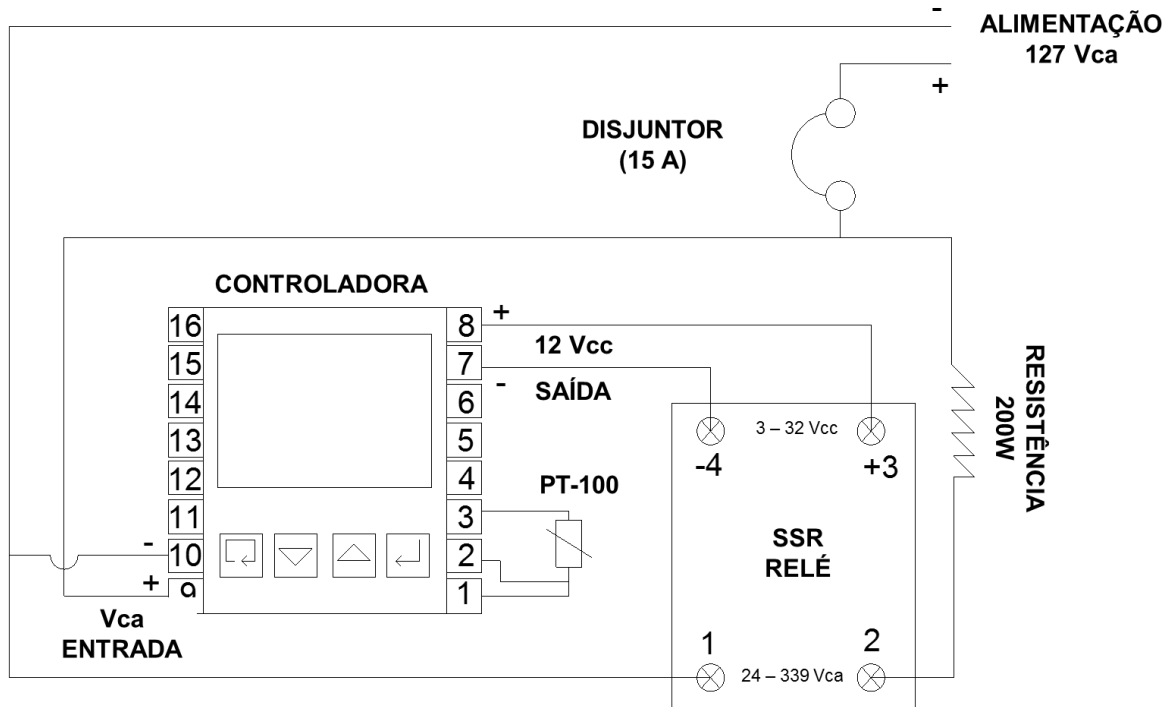 -
ALIMENTAÇÃO
127 Vca
+
DISJUNTOR
(15 A)
CONTROLADORA
16
15
14
13
12
11
- 10
+ 9
Vca
ENTRADA
8 +
12 Vcc
7 -
SAÍDA
6
5
4
3
2
1
PT-100
3 – 32 Vcc
-4
+3
SSR
RELÉ
1
2
24 – 339 Vca
RESISTÊNCIA
200W